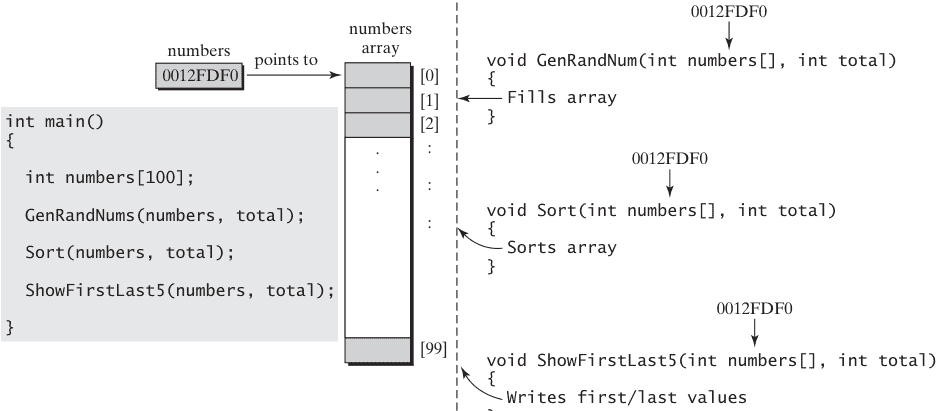 numbers
0012FDF0
points to
numbers
array
[0]
[1]
[2]
[99]
int main()
{
int numbers[100];
GenRandNums(numbers, total);
Sort(numbers, total);
ShowFirstLast5(numbers, total);
}
0012FDF0
void GenRandNum(int numbers[], int total)
{
Fills array
}
0012FDF0
void Sort(int numbers[], int total)
{
Sorts array
}
0012FDF0
void ShowFirstLast5(int numbers[], int total)
{
Writes first/last values
}